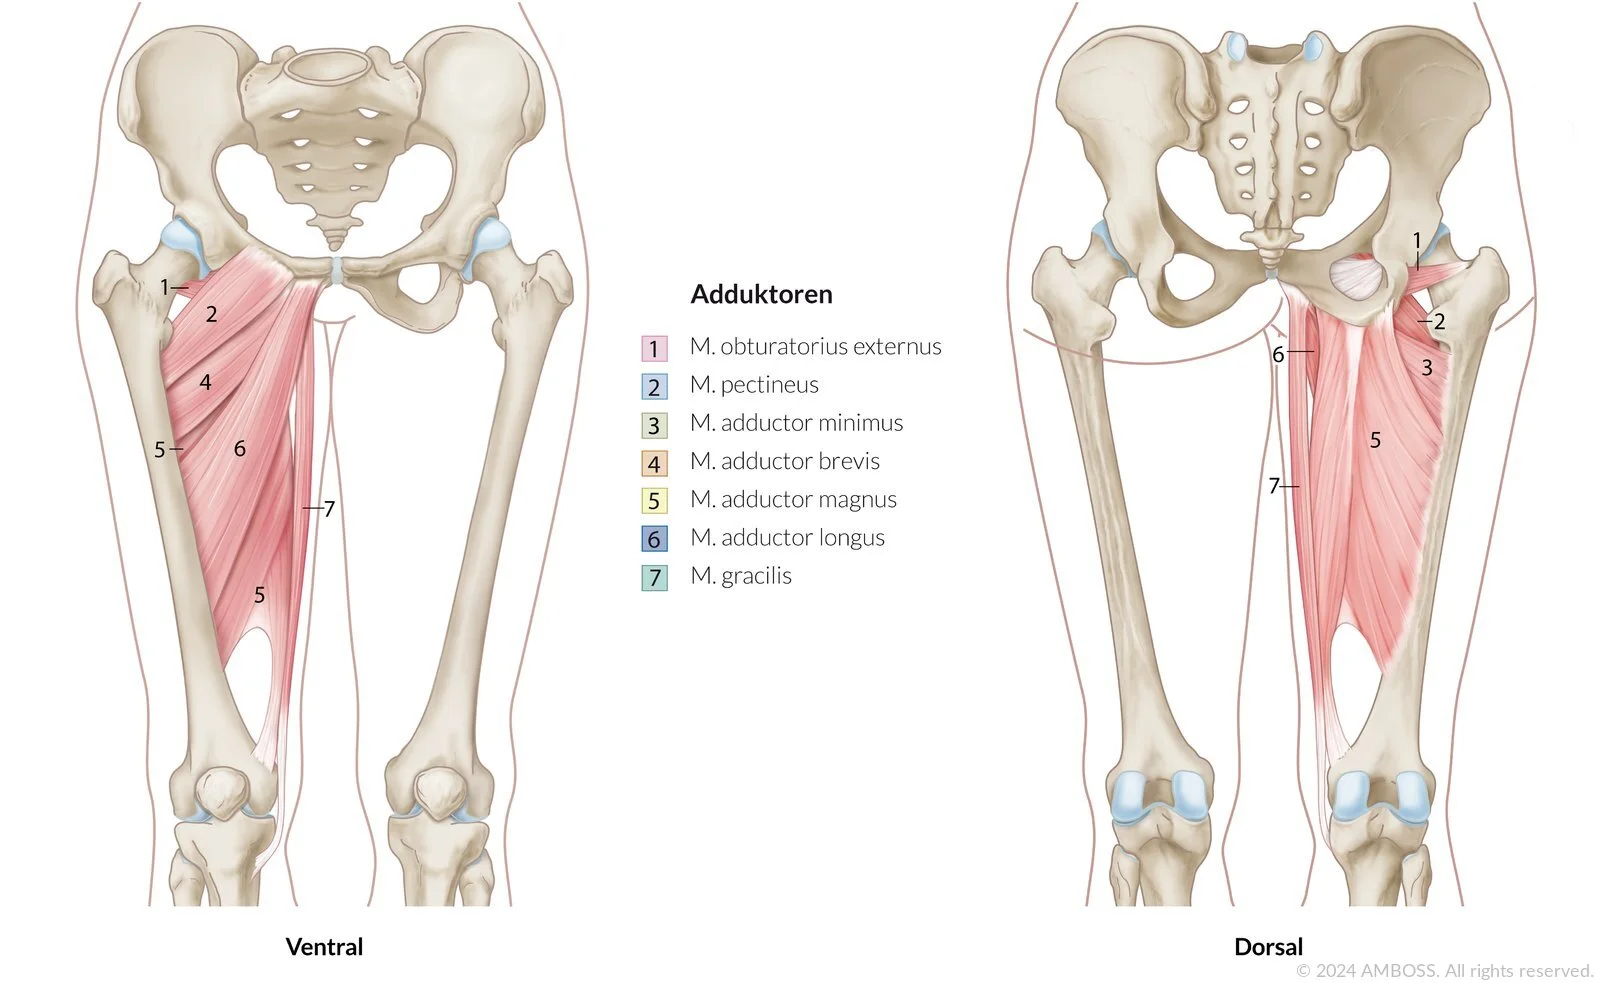 1
2
4
5
6
7
5
Ventral
Adduktoren
1 M. obturatorius externus
2 M. pectineus
3 M. adductor minimus
4 M. adductor brevis
5 M. adductor magnus
6 M. adductor longus
7 M. gracilis
1
2
6
3
5
7
Dorsal
© 2024 AMBOSS. All rights reserved.